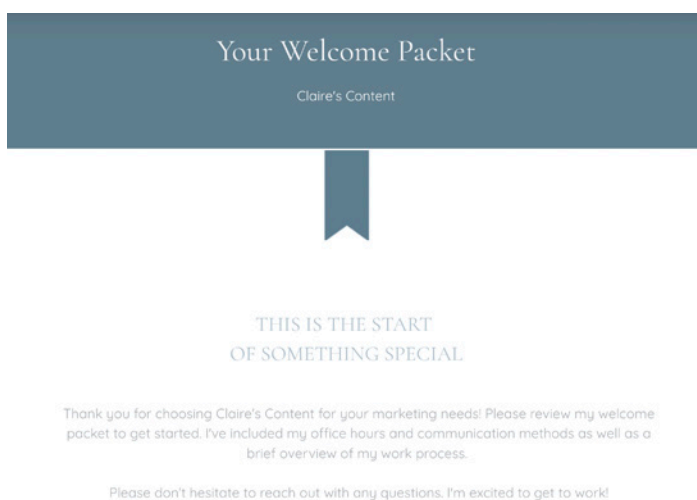 Your Welcome Packet
Claire's Content
THIS IS THE START
OF SOMETHING SPECIAL
Thank you for choosing Claire's Content for your marketing needs! Please review my welcome
packet to get started. I've included my office hours and communication methods as well as a
brief overview of my work process.
Please don't hesitate to reach out with any questions. I'm excited to get to work!